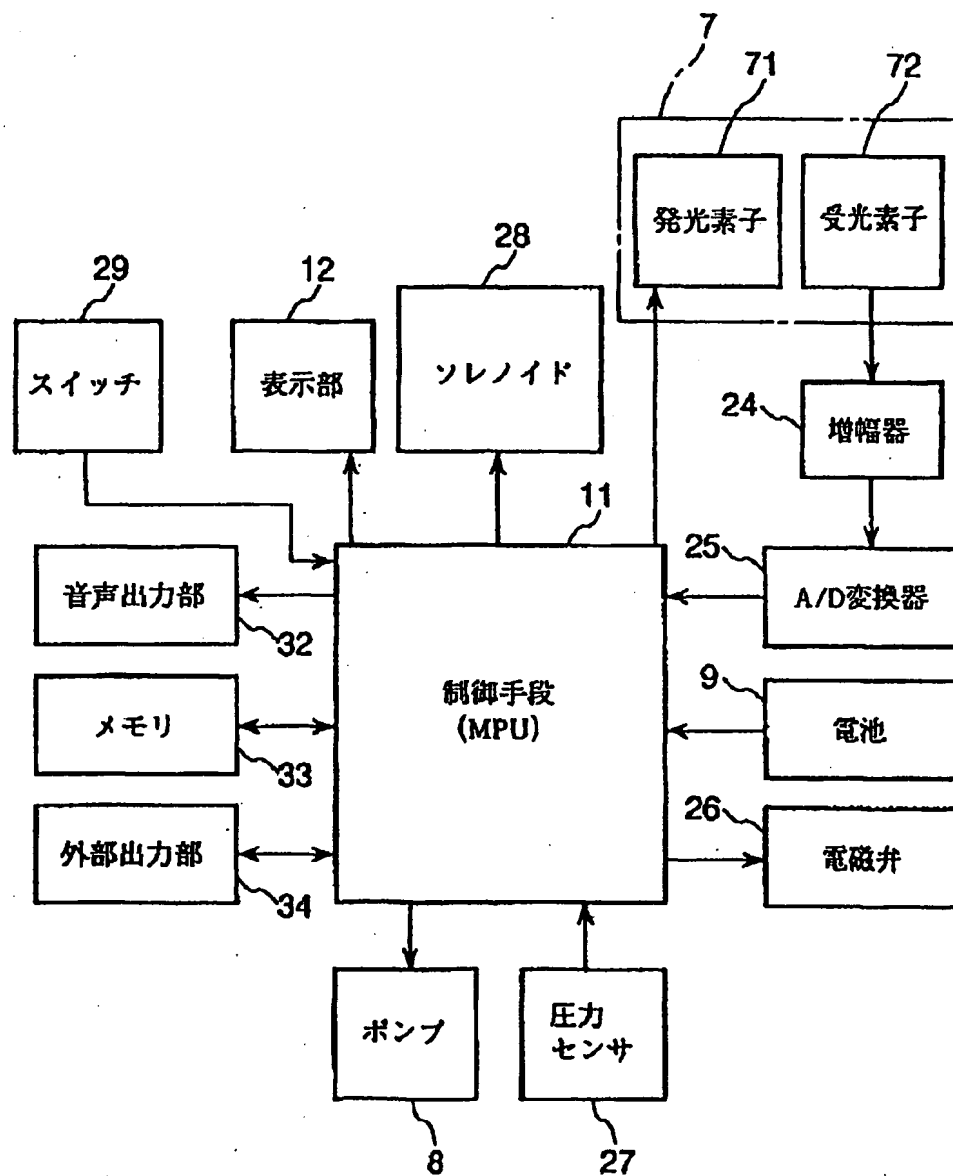 7
71
72
発光素子
受光素子
29
12
28
スイッチ
表示部
ソレノイド
24
増幅器
11
25
音声出力部
A/D変換器
32
制御手段
(MPU)
9
メモリ
電池
33
26
外部出力部
電磁弁
34
ポンプ
圧力
センサ
8
27